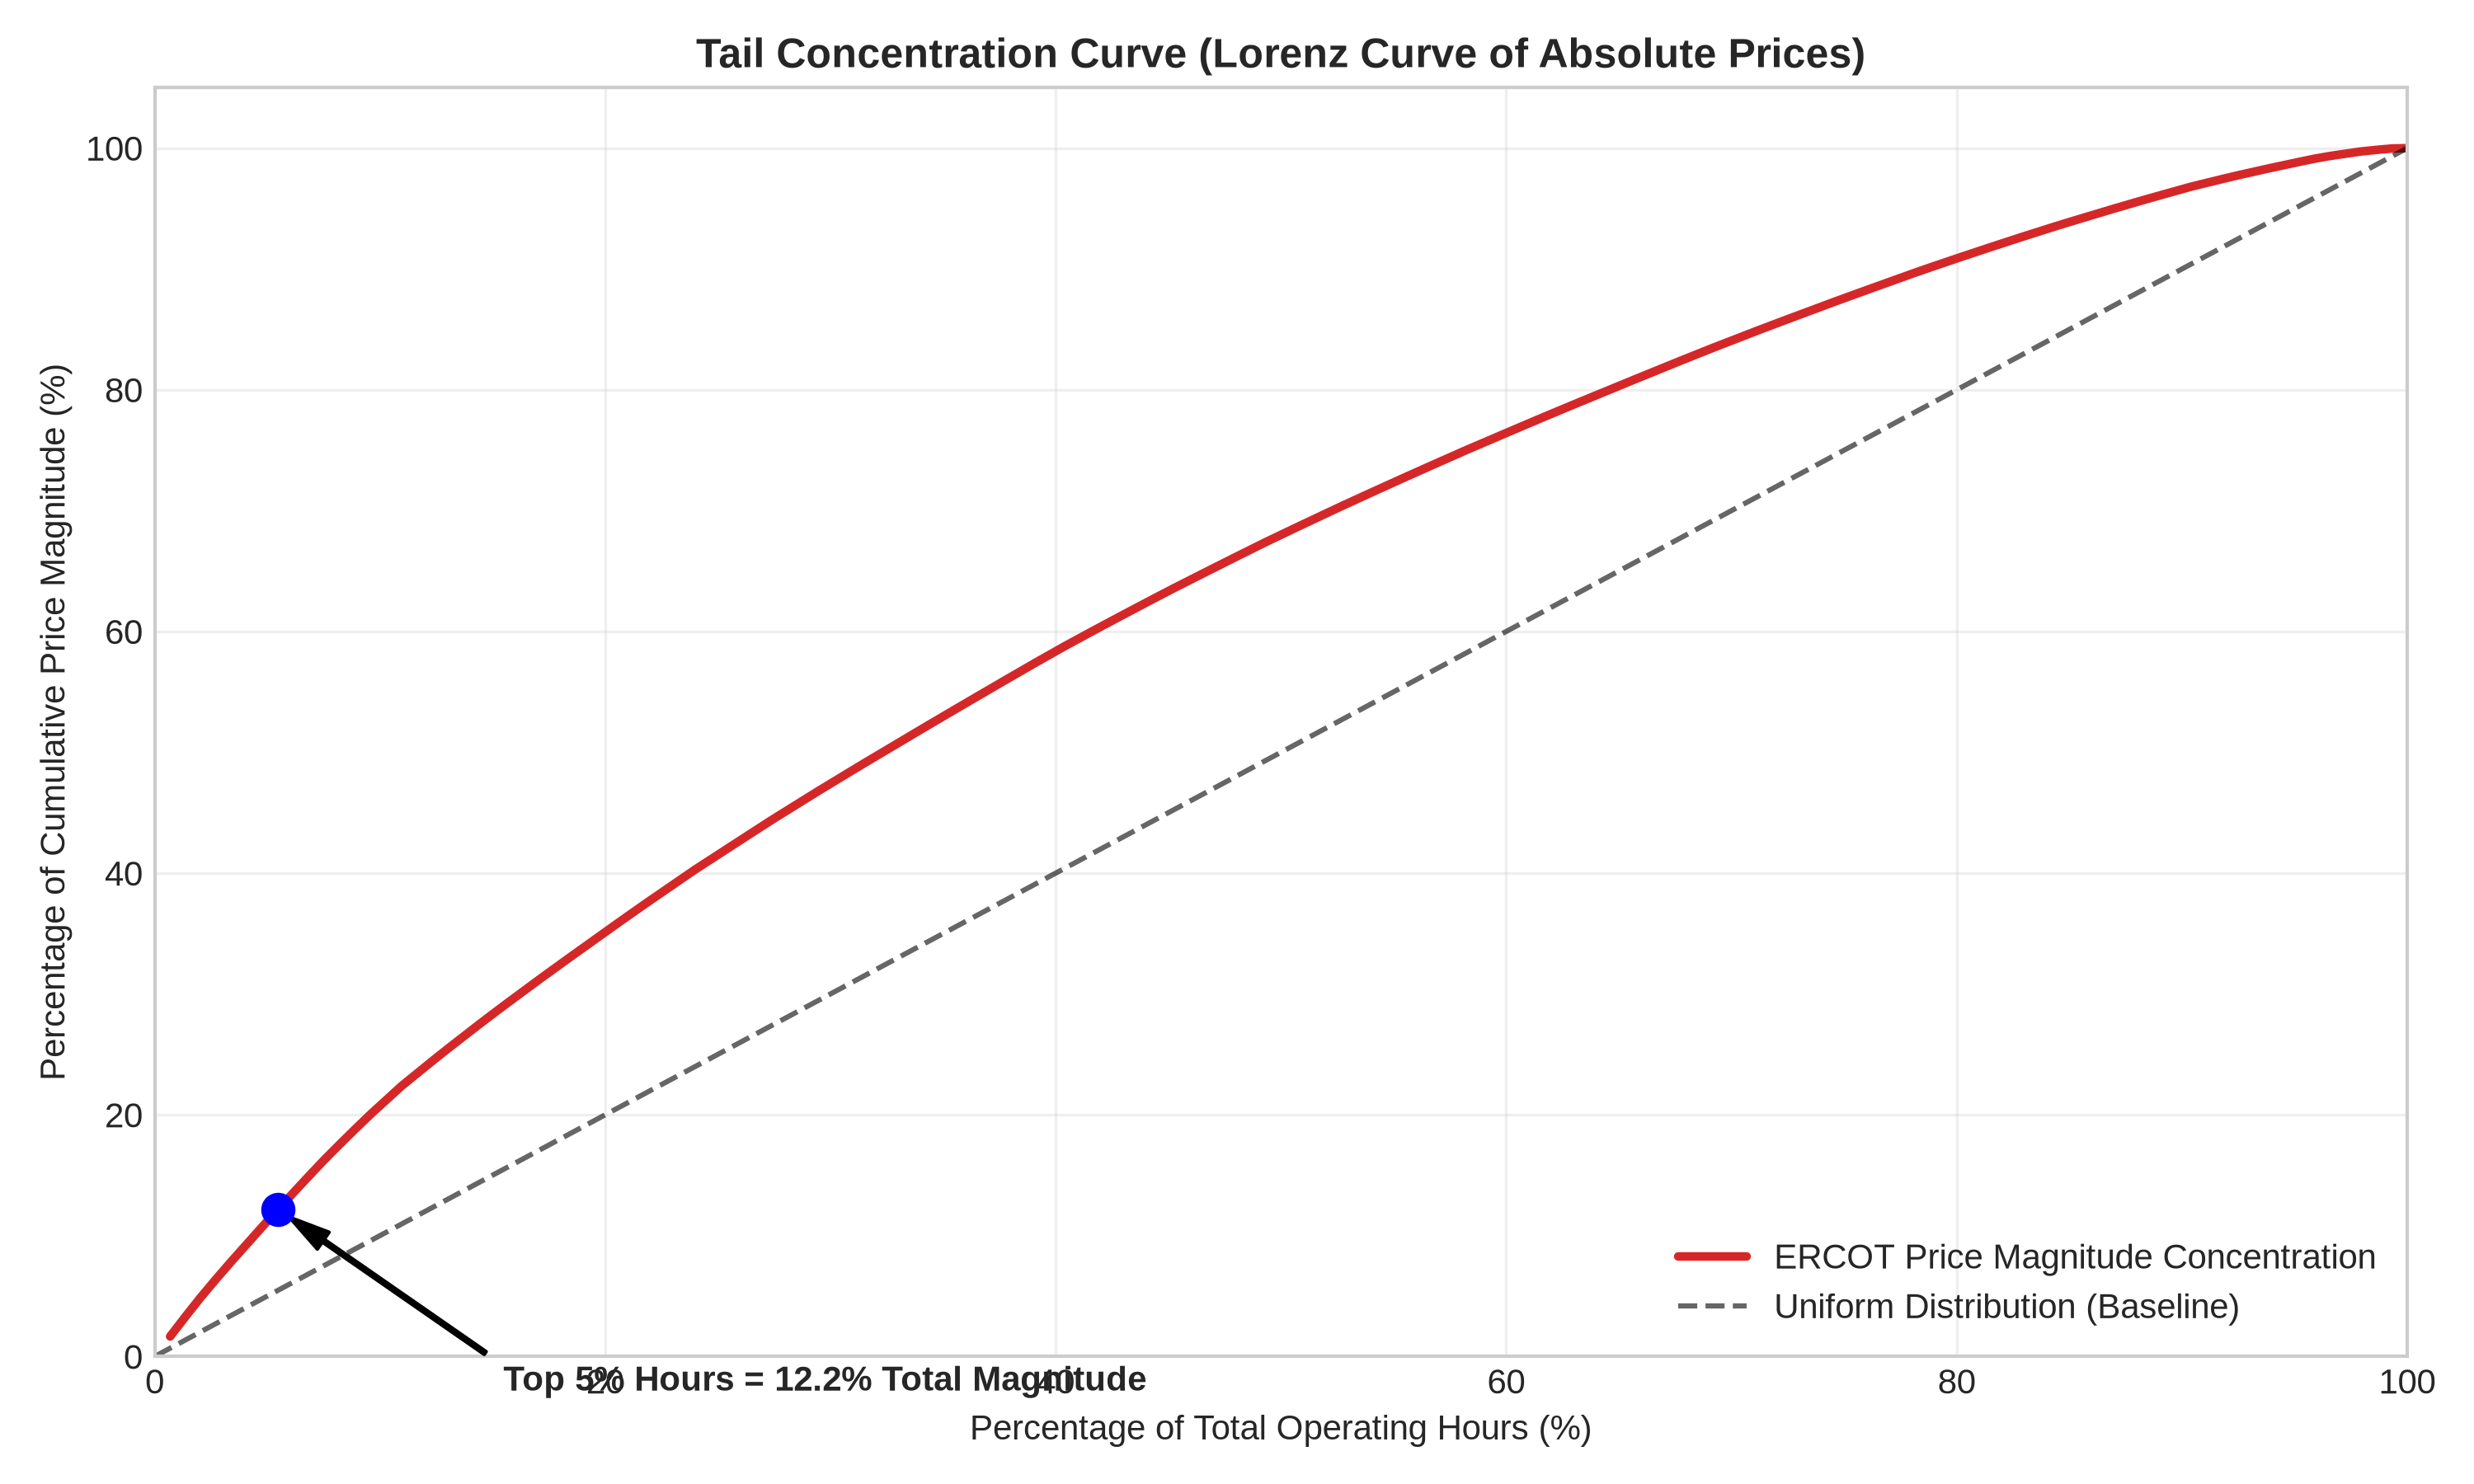 Tail Concentration Curve (Lorenz Curve of Absolute Prices)
Percentage of Cumulative Price Magnitude (%)
100
80
60
40
20
0
ERCOT Price Magnitude Concentration
Uniform Distribution (Baseline)
Top 5% Hours = 12.2% Total Magnitude
0 20 40 60 80 100
Percentage of Total Operating Hours (%)